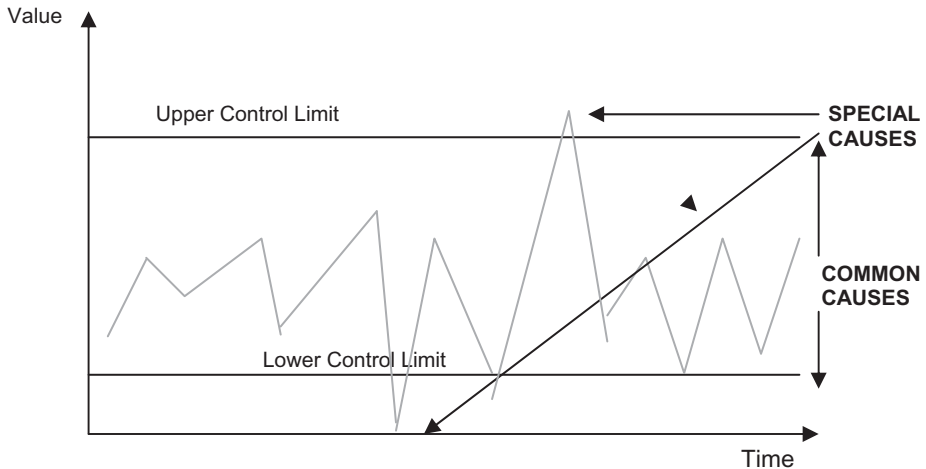 Value
Upper Control Limit
SPECIAL
CAUSES
COMMON
CAUSES
Lower Control Limit
Time